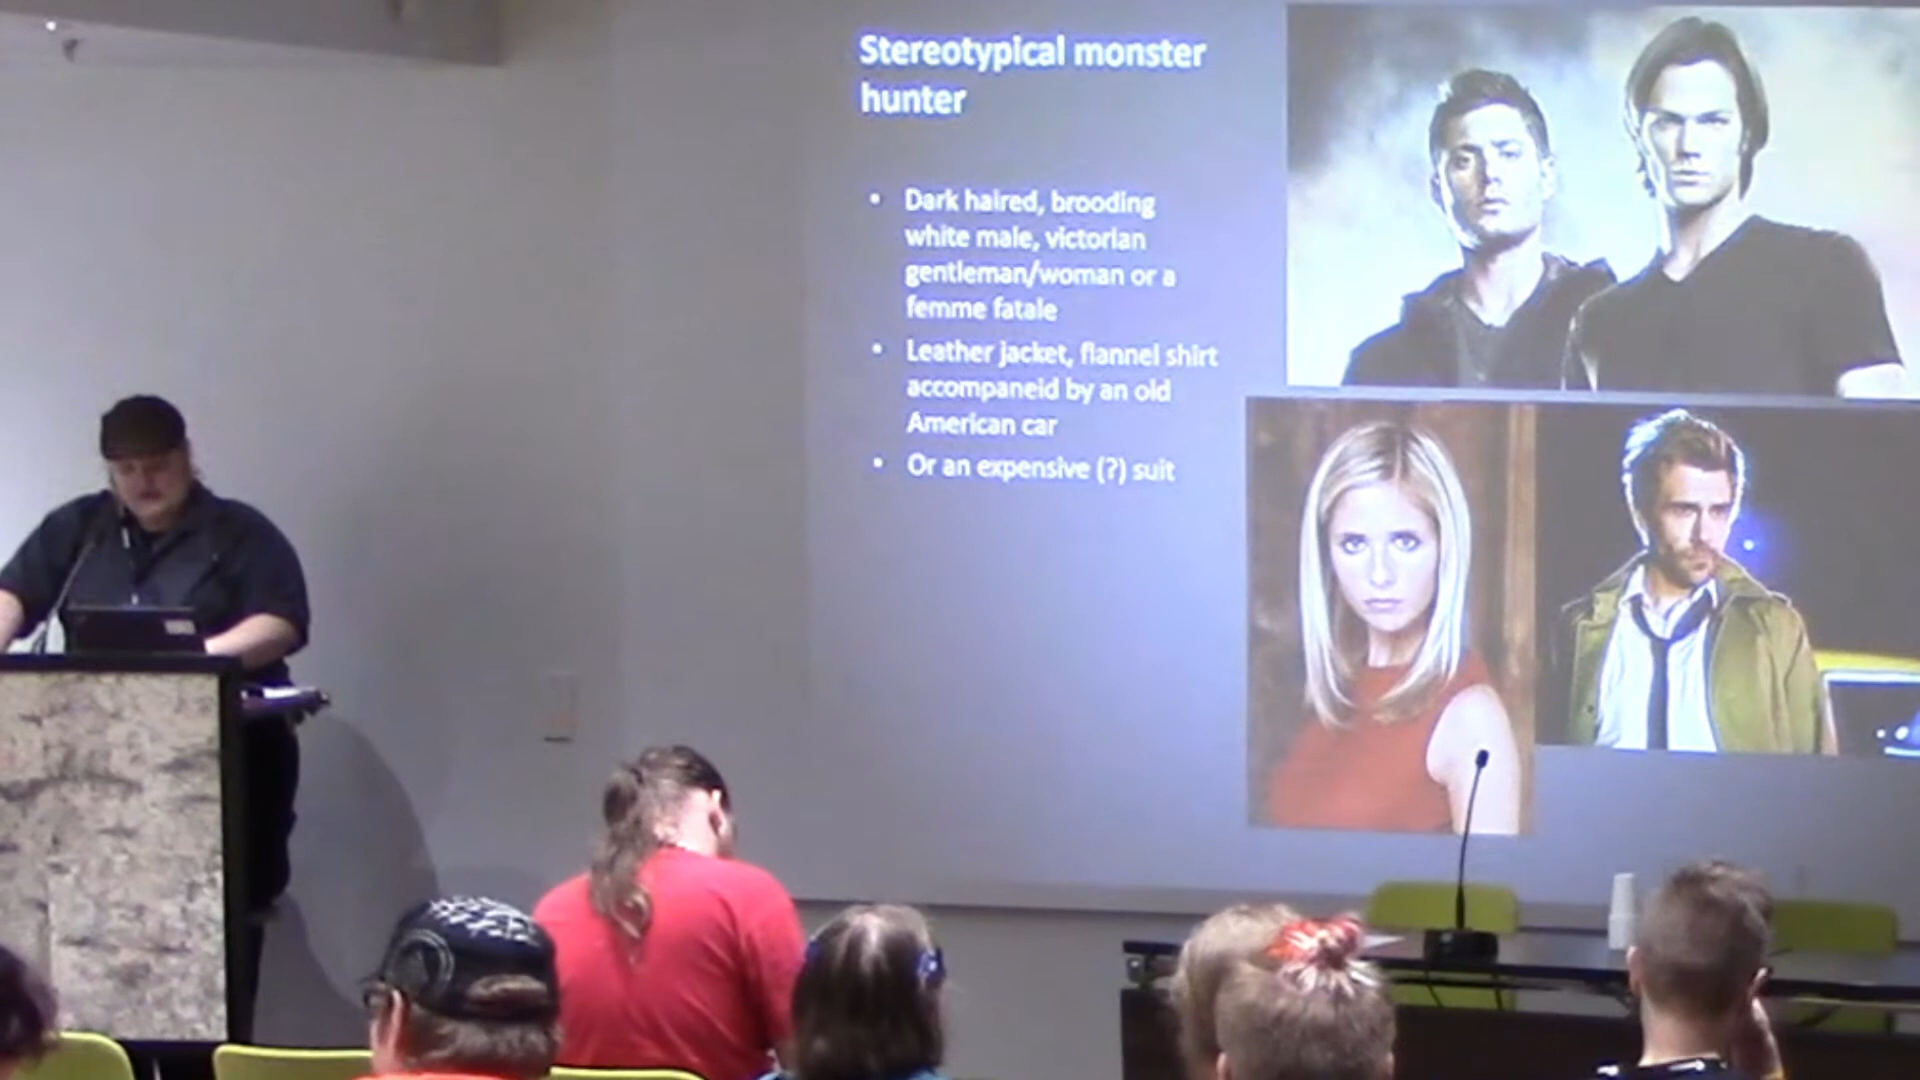 Stereotypical monster
hunter
• Dark haired, brooding
white male, victorian
gentleman/woman or a
femme fatale
• Leather jacket, flannel shirt
accompaneid by an old
American car
• Or an expensive (?) suit